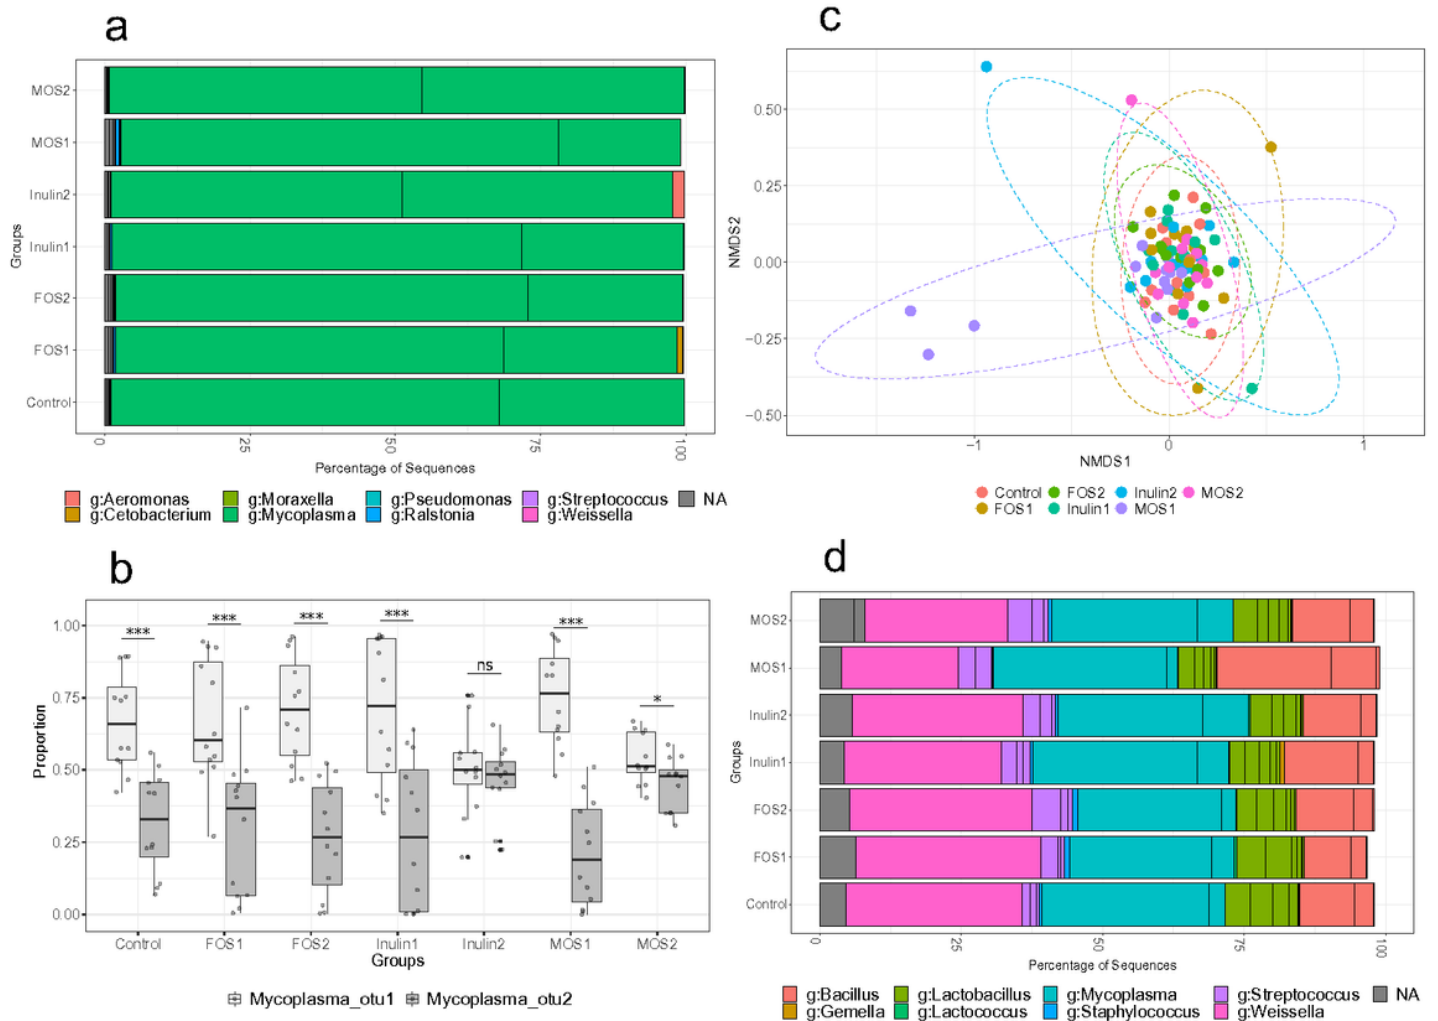 a
MOS2
MOS1
Inulin2
Inulin1
FOS2
FOS1
Control
Groups
0
25
50
75
100
Percentage of Sequences
g:Aeromonas g:Moraxella g:Pseudomonas g:Streptococcus NA
g:Cetobacterium g:Mycoplasma g:Ralstonia g:Weissella
c
0.50
0.25
0.00
−0.25
−0.50
NMDS2
−1 0 1
NMDS1
Control FOS2 Inulin2 MOS2
FOS1 Inulin1 MOS1
b
*** *** *** *** ns *** *
1.00
0.75
0.50
0.25
0.00
Proportion
Control FOS1 FOS2 Inulin1 Inulin2 MOS1 MOS2
Groups
Mycoplasma_otu1 Mycoplasma_otu2
d
MOS2
MOS1
Inulin2
Inulin1
FOS2
FOS1
Control
Groups
0
25
50
75
100
Percentage of Sequences
g:Bacillus g:Lactobacillus g:Mycoplasma g:Streptococcus NA
g:Gemella g:Lactococcus g:Staphylococcus g:Weissella